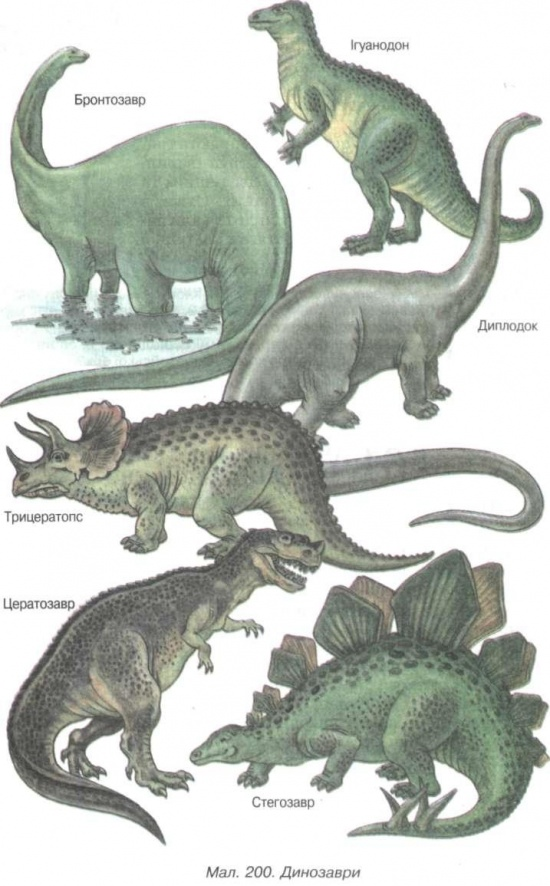 Ігуанодон
Бронтозавр
Диплодок
Трицератопс
Цератозавр
Стегозавр
Мал. 200. Динозаври